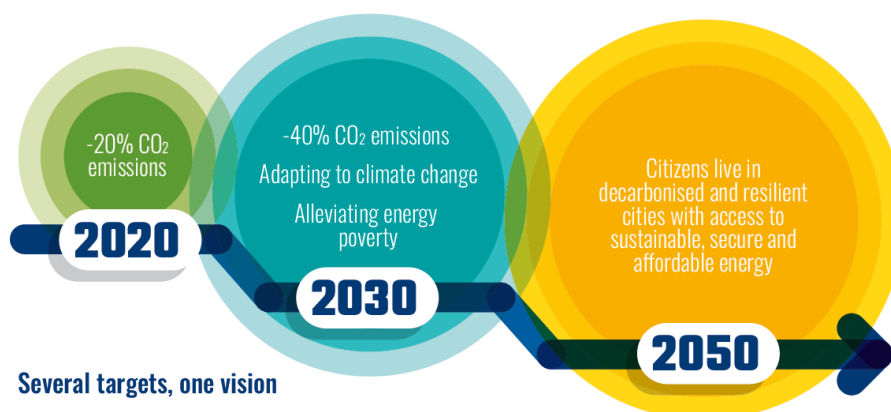 -20% CO₂
emissions
2020
-40% CO₂ emissions
Adapting to climate change
Alleviating energy
poverty
2030
Citizens live in
decarbonised and resilient
cities with access to
sustainable, secure and
affordable energy
2050
Several targets, one vision